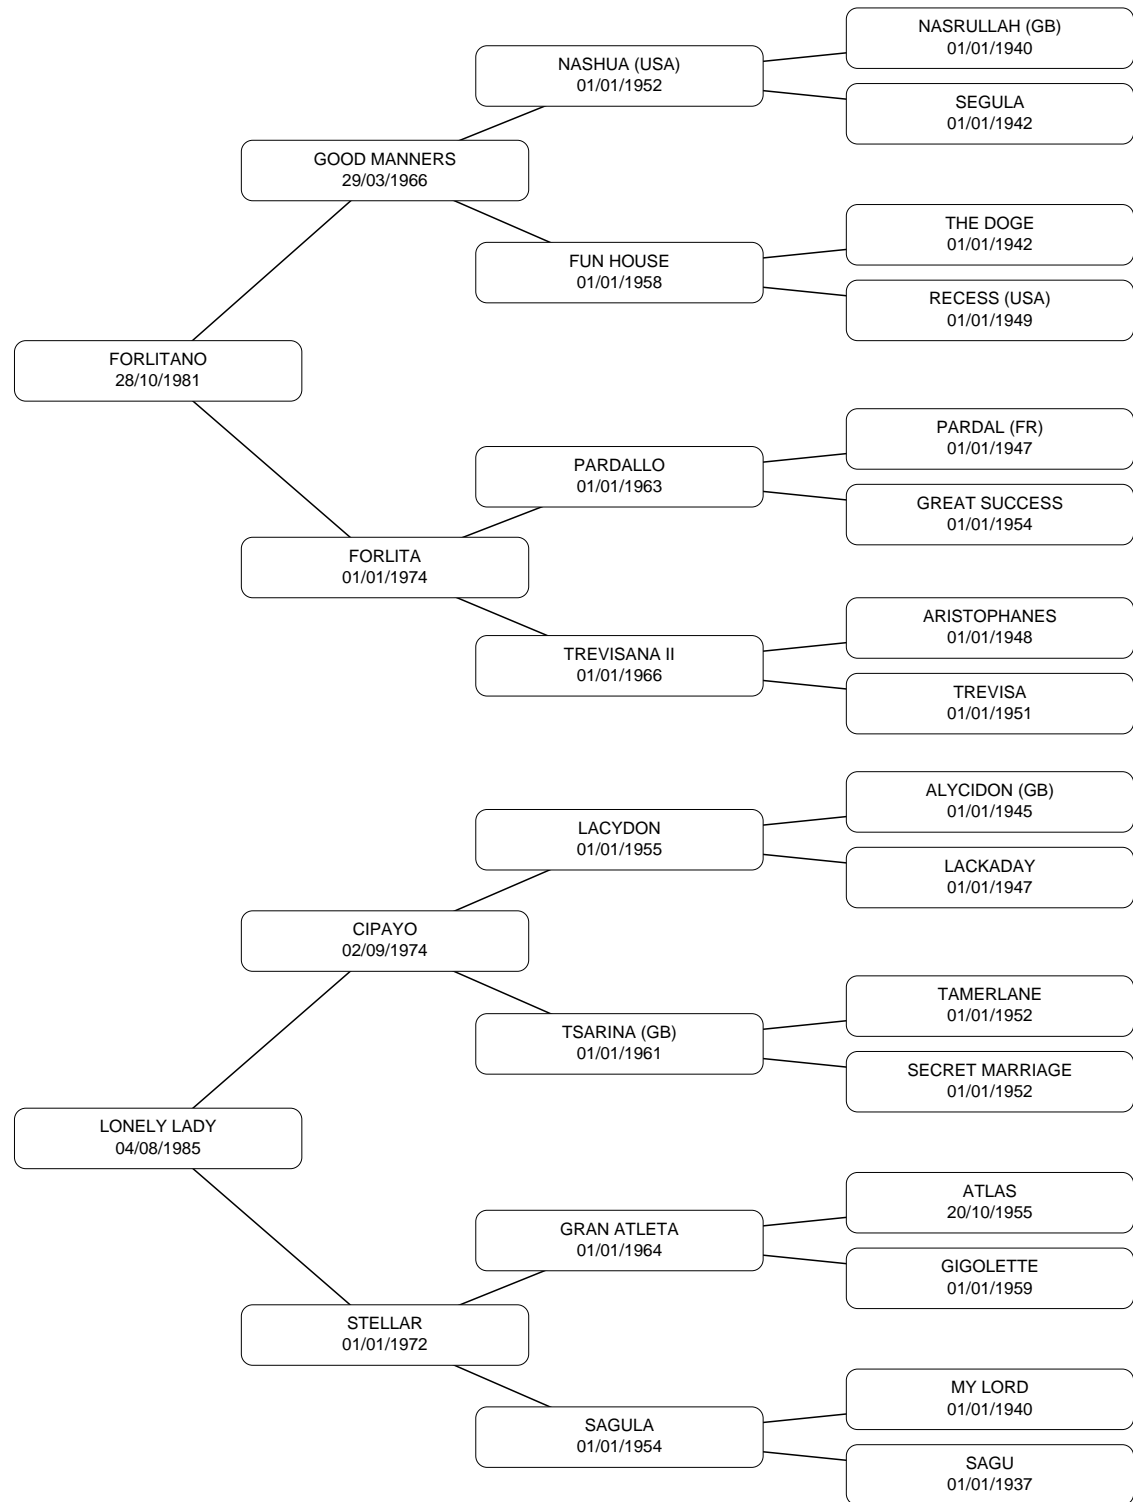 NASRULLAH (GB)
01/01/1940
NASHUA (USA)
01/01/1952
SEGULA
01/01/1942
GOOD MANNERS
29/03/1966
THE DOGE
01/01/1942
FUN HOUSE
01/01/1958
RECESS (USA)
01/01/1949
FORLITANO
28/10/1981
PARDAL (FR)
01/01/1947
PARDALLO
01/01/1963
GREAT SUCCESS
01/01/1954
FORLITA
01/01/1974
ARISTOPHANES
01/01/1948
TREVISANA II
01/01/1966
TREVISA
01/01/1951
ALYCIDON (GB)
01/01/1945
LACYDON
01/01/1955
LACKADAY
01/01/1947
CIPAYO
02/09/1974
TAMERLANE
01/01/1952
TSARINA (GB)
01/01/1961
SECRET MARRIAGE
01/01/1952
LONELY LADY
04/08/1985
ATLAS
20/10/1955
GRAN ATLETA
01/01/1964
GIGOLETTE
01/01/1959
STELLAR
01/01/1972
MY LORD
01/01/1940
SAGULA
01/01/1954
SAGU
01/01/1937